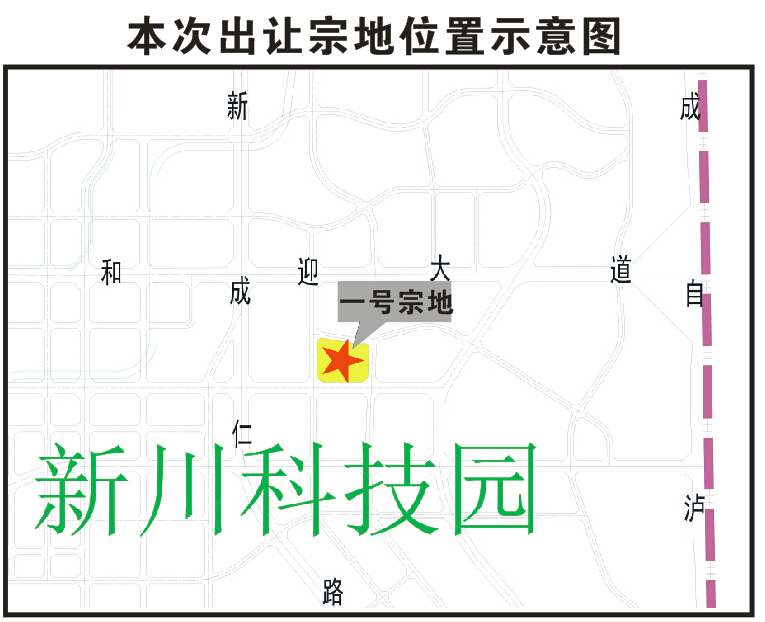 本次出让宗地位置示意图
新成仁路
和迎大道
成自泸
一号宗地
新川科技园